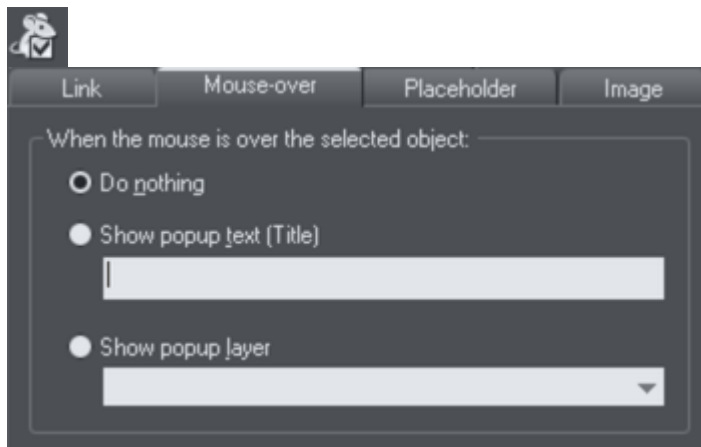 Link Mouse-over Placeholder Image
When the mouse is over the selected object:
Do nothing
Show popup text (Title)
Show popup layer